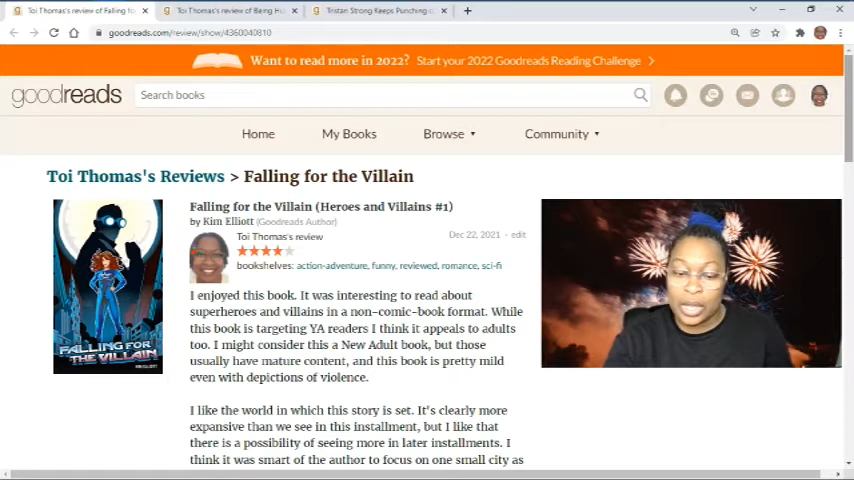 Toi Thomas's review of Falling fo
Toi Thomas's review of Being Hu
Tristan Strong Keeps Punching
goodreads.com/review/show/4360040810
Want to read more in 2022? Start your 2022 Goodreads Reading Challenge
goodreads
Search books
Home
My Books
Browse
Community
Toi Thomas's Reviews > Falling for the Villain
Falling for the Villain (Heroes and Villains #1)
by Kim Elliott (Goodreads Author)
Toi Thomas's review
Dec 22, 2021 · edit
bookshelves: action-adventure, funny, reviewed, romance, sci-fi
I enjoyed this book. It was interesting to read about
superheroes and villains in a non-comic-book format. While
this book is targeting YA readers I think it appeals to adults
too. I might consider this a New Adult book, but those
usually have mature content, and this book is pretty mild
even with depictions of violence.
I like the world in which this story is set. It's clearly more
expansive than we see in this installment, but I like that
there is a possibility of seeing more in later installments. I
think it was smart of the author to focus on one small city as
FALLING FOR
THE VILLAIN
KIM ELLIOTT